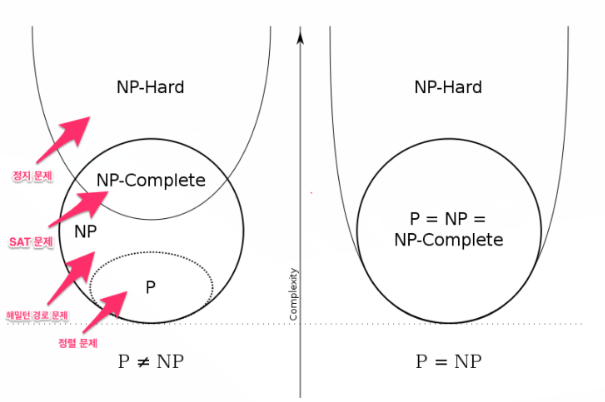 NP-Hard
정지 문제
NP-Complete
SAT 문제
NP
P
해밀턴 경로 문제
정렬 문제
P ≠ NP
Complexity
NP-Hard
P = NP =
NP-Complete
P = NP